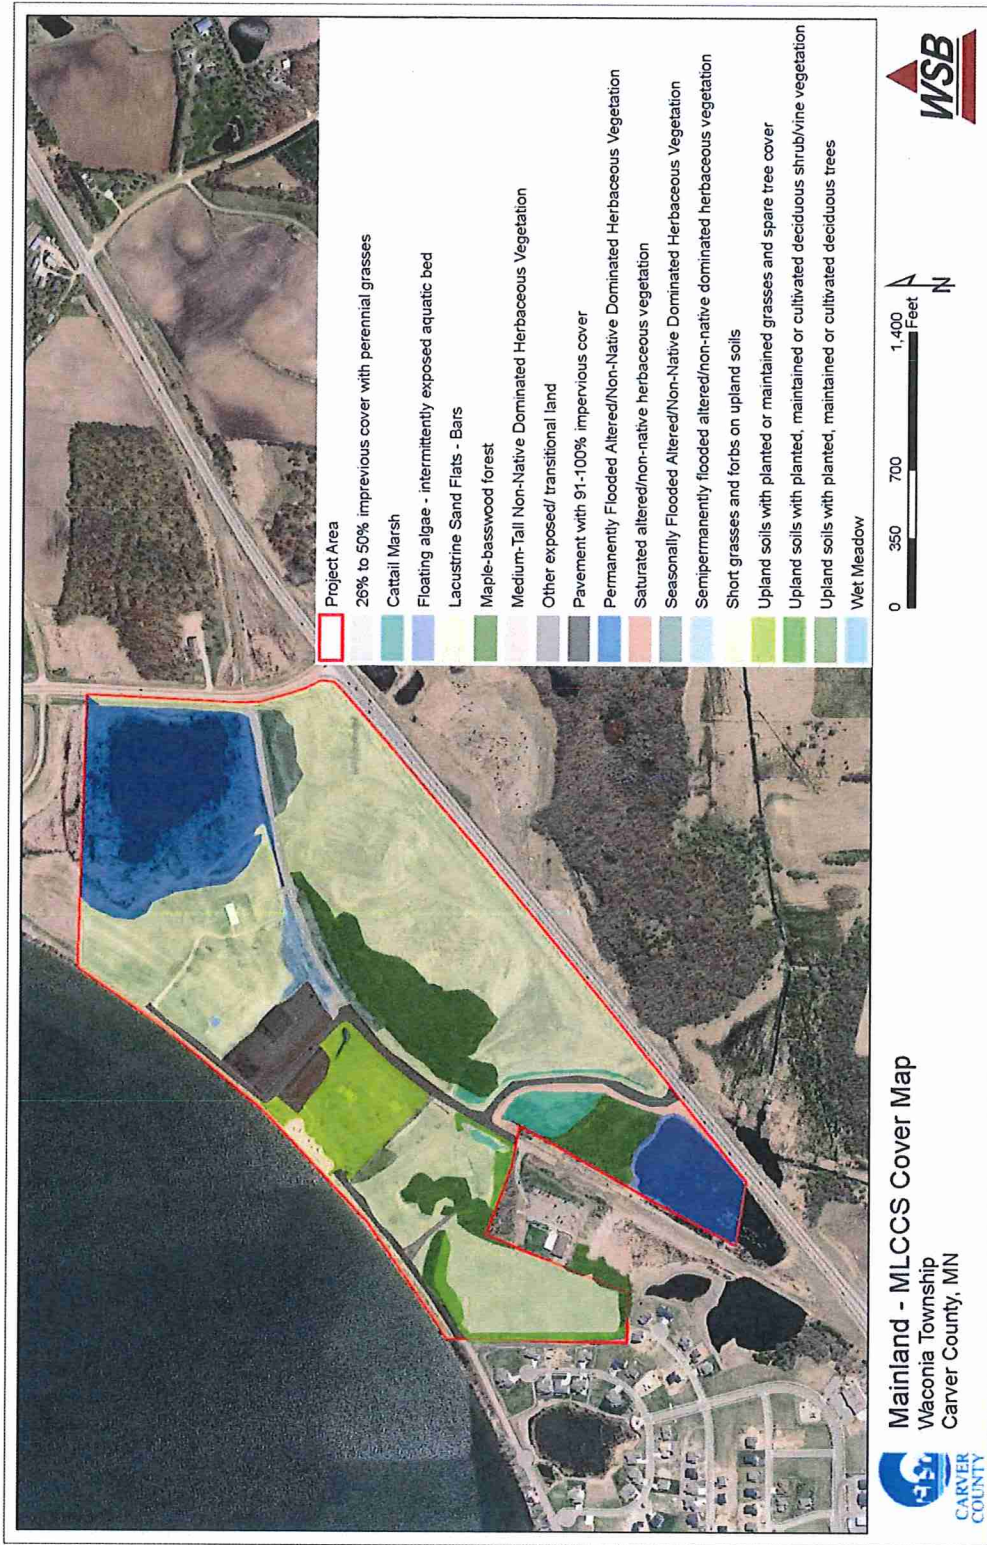 Project Area
26% to 50% imprevious cover with perennial grasses
Cattail Marsh
Floating algae - intermittently exposed aquatic bed
Lacustrine Sand Flats - Bars
Maple-basswood forest
Medium-Tall Non-Native Dominated Herbaceous Vegetation
Other exposed/ transitional land
Pavement with 91-100% impervious cover
Permanently Flooded Altered/Non-Native Dominated Herbaceous Vegetation
Saturated altered/non-native herbaceous vegetation
Seasonally Flooded Altered/Non-Native Dominated Herbaceous Vegetation
Semipermanently flooded altered/non-native dominated herbaceous vegetation
Short grasses and forbs on upland soils
Upland soils with planted or maintained grasses and spare tree cover
Upland soils with planted, maintained or cultivated deciduous shrub/vine vegetation
Upland soils with planted, maintained or cultivated deciduous trees
Wet Meadow
CARVER
COUNTY
Mainland - MLCCS Cover Map
Waconia Township
Carver County, MN
0 350 700 1,400
Feet
N
WSB